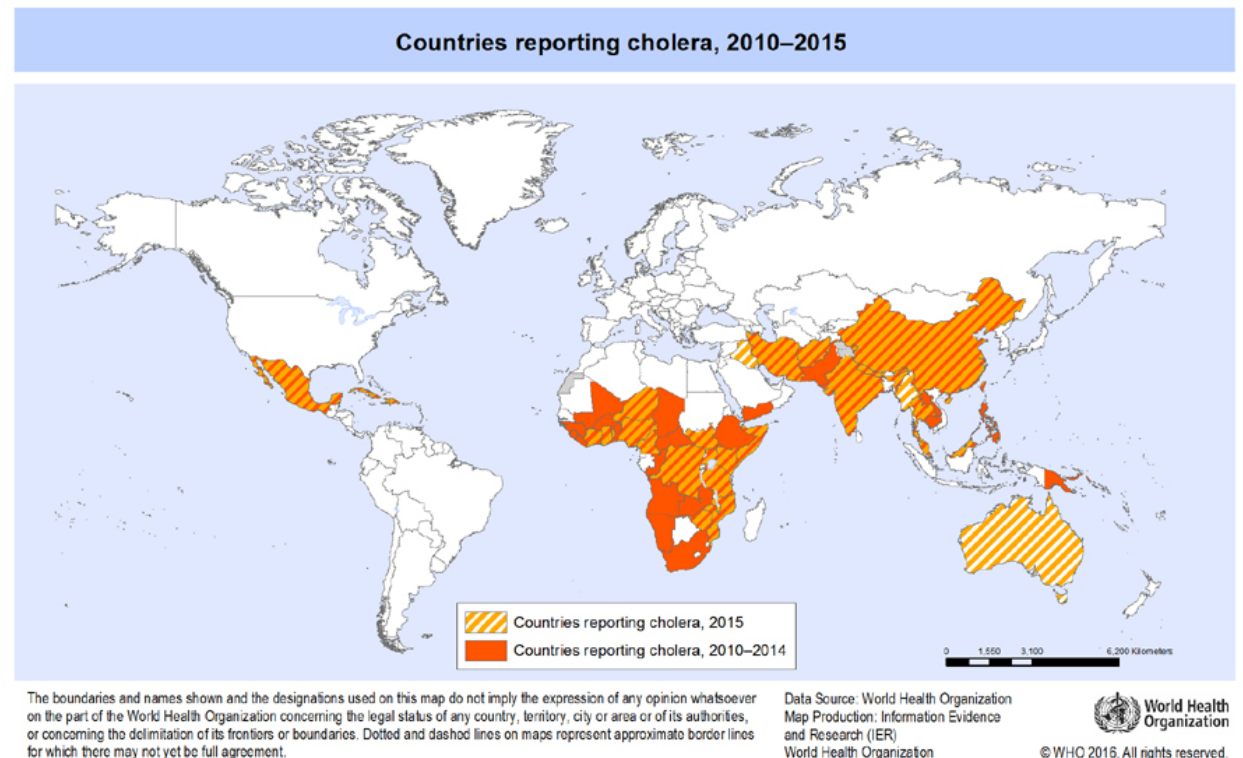 Countries reporting cholera, 2010–2015
Countries reporting cholera, 2015
Countries reporting cholera, 2010–2014
0 1,550 3,100 6,200 Kilometers
The boundaries and names shown and the designations used on this map do not imply the expression of any opinion whatsoever
on the part of the World Health Organization concerning the legal status of any country, territory, city or area or of its authorities,
or concerning the delimitation of its frontiers or boundaries. Dotted and dashed lines on maps represent approximate border lines
for which there may not yet be full agreement.
Data Source: World Health Organization
Map Production: Information Evidence
and Research (IER)
World Health Organization
World Health
Organization
© WHO 2016. All rights reserved.